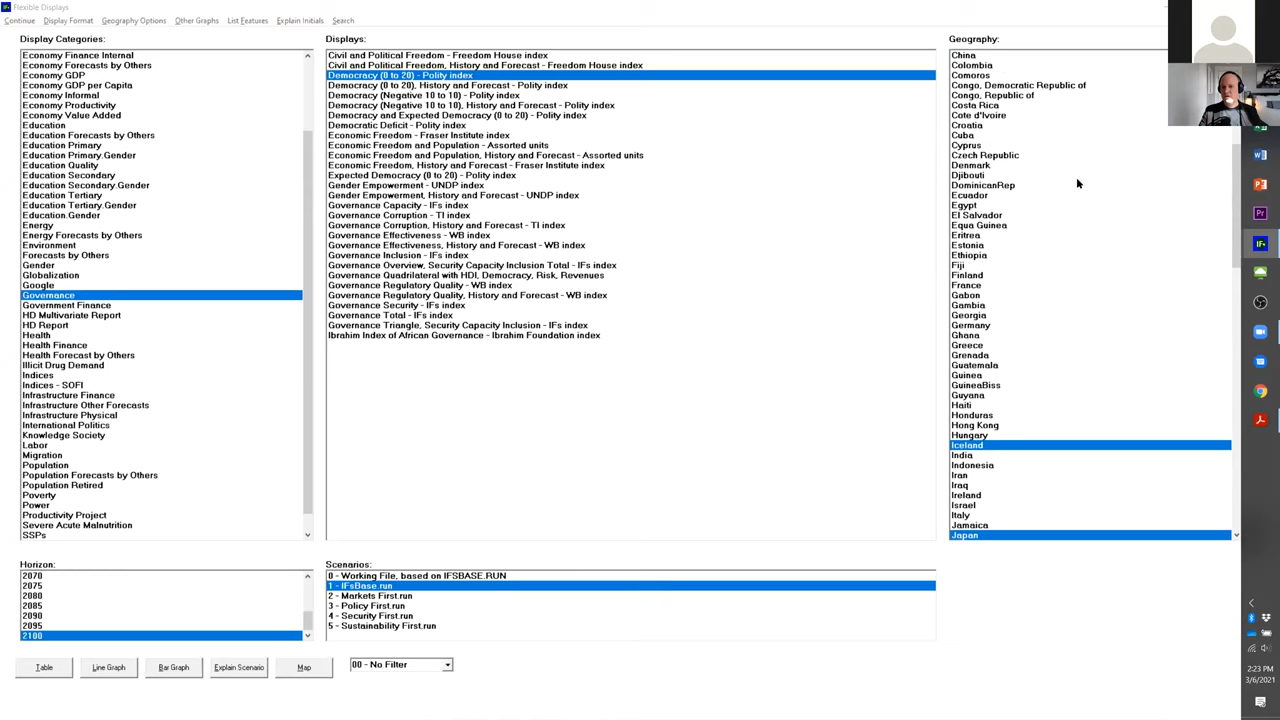 Flexible Displays
Continue Display Format Geography Options Other Graphs List Features Explain Initials Search
Display Categories:
Economy Finance Internal
Economy Forecasts by Others
Economy GDP
Economy GDP per Capita
Economy Informal
Economy Productivity
Economy Value Added
Education
Education Forecasts by Others
Education Primary
Education Primary.Gender
Education Quality
Education Secondary
Education Secondary.Gender
Education Tertiary
Education Tertiary.Gender
Education.Gender
Energy
Energy Forecasts by Others
Environment
Forecasts by Others
Gender
Globalization
Google
Governance
Government Finance
HD Multivariate Report
HD Report
Health
Health Finance
Health Forecast by Others
Illicit Drug Demand
Indices
Indices - SOFI
Infrastructure Finance
Infrastructure Other Forecasts
Infrastructure Physical
International Politics
Knowledge Society
Labor
Migration
Population
Population Forecasts by Others
Population Retired
Poverty
Power
Productivity Project
Severe Acute Malnutrition
SSPs
Displays:
Civil and Political Freedom - Freedom House index
Civil and Political Freedom, History and Forecast - Freedom House index
Democracy (0 to 20) - Polity index
Democracy (0 to 20), History and Forecast - Polity index
Democracy (Negative 10 to 10) - Polity index
Democracy (Negative 10 to 10), History and Forecast - Polity index
Democracy and Expected Democracy (0 to 20) - Polity index
Democratic Deficit - Polity index
Economic Freedom - Fraser Institute index
Economic Freedom and Population - Assorted units
Economic Freedom and Population, History and Forecast - Assorted units
Economic Freedom, History and Forecast - Fraser Institute index
Expected Democracy (0 to 20) - Polity index
Gender Empowerment - UNDP index
Gender Empowerment, History and Forecast - UNDP index
Governance Capacity - IFs index
Governance Corruption - TI index
Governance Corruption, History and Forecast - TI index
Governance Effectiveness - WB index
Governance Effectiveness, History and Forecast - WB index
Governance Inclusion - IFs index
Governance Overview, Security Capacity Inclusion Total - IFs index
Governance Quadrilateral with HDI, Democracy, Risk, Revenues
Governance Regulatory Quality - WB index
Governance Regulatory Quality, History and Forecast - WB index
Governance Security - IFs index
Governance Total - IFs index
Governance Triangle, Security Capacity Inclusion - IFs index
Ibrahim Index of African Governance - Ibrahim Foundation index
Geography:
China
Colombia
Comoros
Congo, Democratic Republic of
Congo, Republic of
Costa Rica
Cote d'Ivoire
Croatia
Cuba
Cyprus
Czech Republic
Denmark
Djibouti
DominicanRep
Ecuador
Egypt
El Salvador
Equa Guinea
Eritrea
Estonia
Ethiopia
Fiji
Finland
France
Gabon
Gambia
Georgia
Germany
Ghana
Greece
Grenada
Guatemala
Guinea
GuineaBiss
Guyana
Haiti
Honduras
Hong Kong
Hungary
Iceland
India
Indonesia
Iran
Iraq
Ireland
Israel
Italy
Jamaica
Japan
Horizon:
2070
2075
2080
2085
2090
2095
2100
Scenarios:
0 - Working File, based on IFSBASE.RUN
1 - IFsBase.run
2 - Markets First.run
3 - Policy First.run
4 - Security First.run
5 - Sustainability First.run
Table Line Graph Bar Graph Explain Scenario Map 00 - No Filter
2:23 PM
3/6/2021